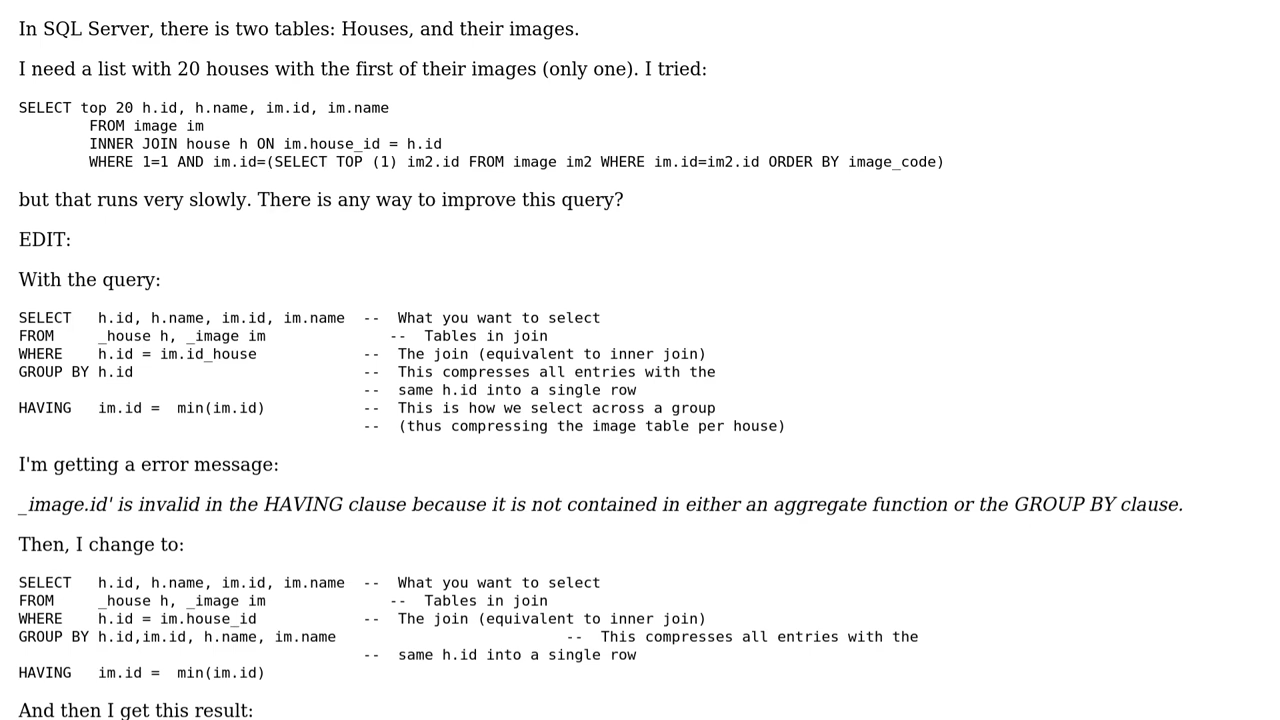 In SQL Server, there is two tables: Houses, and their images.
I need a list with 20 houses with the first of their images (only one). I tried:
SELECT top 20 h.id, h.name, im.id, im.name
        FROM image im
        INNER JOIN house h ON im.house_id = h.id
        WHERE 1=1 AND im.id=(SELECT TOP (1) im2.id FROM image im2 WHERE im.id=im2.id ORDER BY image_code)
but that runs very slowly. There is any way to improve this query?
EDIT:
With the query:
SELECT   h.id, h.name, im.id, im.name  --  What you want to select
FROM     _house h, _image im              --  Tables in join
WHERE    h.id = im.id_house            --  The join (equivalent to inner join)
GROUP BY h.id                          --  This compresses all entries with the
                                       --  same h.id into a single row
HAVING   im.id =  min(im.id)           --  This is how we select across a group
                                       --  (thus compressing the image table per house)
I'm getting a error message:
_image.id' is invalid in the HAVING clause because it is not contained in either an aggregate function or the GROUP BY clause.
Then, I change to:
SELECT   h.id, h.name, im.id, im.name  --  What you want to select
FROM     _house h, _image im              --  Tables in join
WHERE    h.id = im.house_id            --  The join (equivalent to inner join)
GROUP BY h.id,im.id, h.name, im.name                          --  This compresses all entries with the
                                       --  same h.id into a single row
HAVING   im.id =  min(im.id)
And then I get this result: